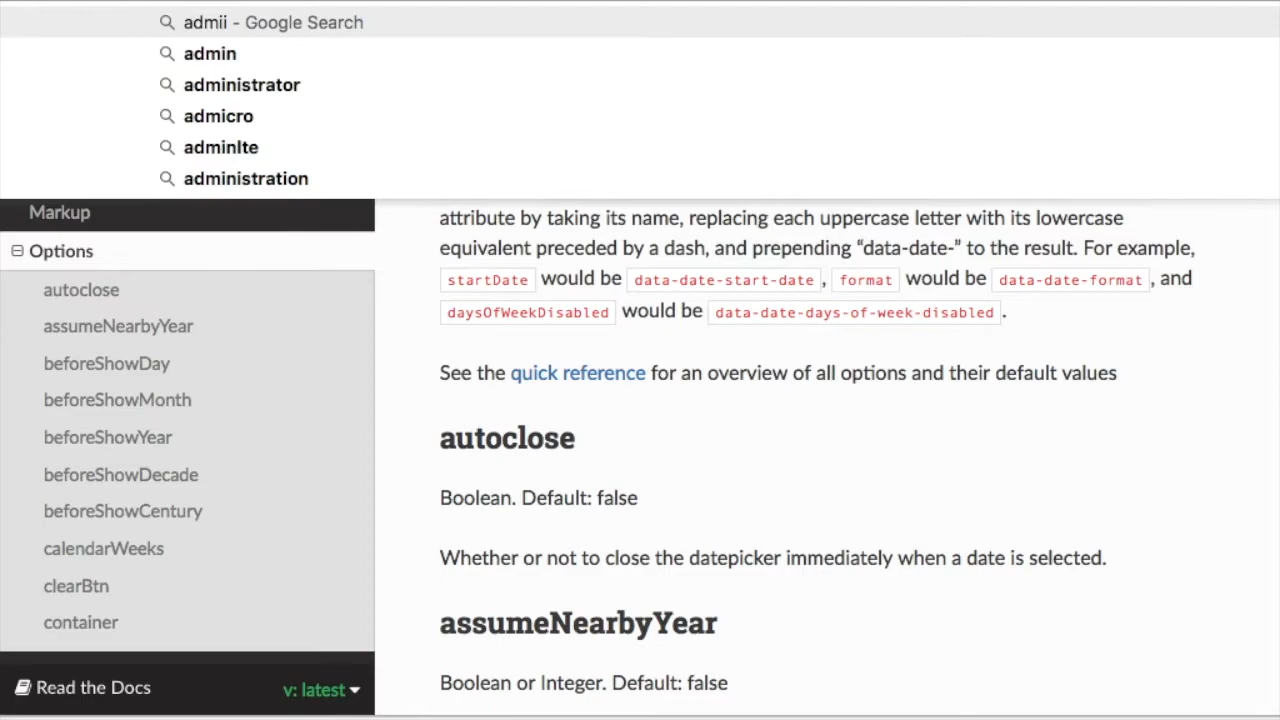 admii - Google Search
admin
administrator
admicro
adminlte
administration
Markup
Options
autoclose
assumeNearbyYear
beforeShowDay
beforeShowMonth
beforeShowYear
beforeShowDecade
beforeShowCentury
calendarWeeks
clearBtn
container
Read the Docs
v: latest
attribute by taking its name, replacing each uppercase letter with its lowercase
equivalent preceded by a dash, and prepending “data-date-” to the result. For example,
startDate would be data-date-start-date , format would be data-date-format , and
daysOfWeekDisabled would be data-date-days-of-week-disabled .
See the quick reference for an overview of all options and their default values
autoclose
Boolean. Default: false
Whether or not to close the datepicker immediately when a date is selected.
assumeNearbyYear
Boolean or Integer. Default: false